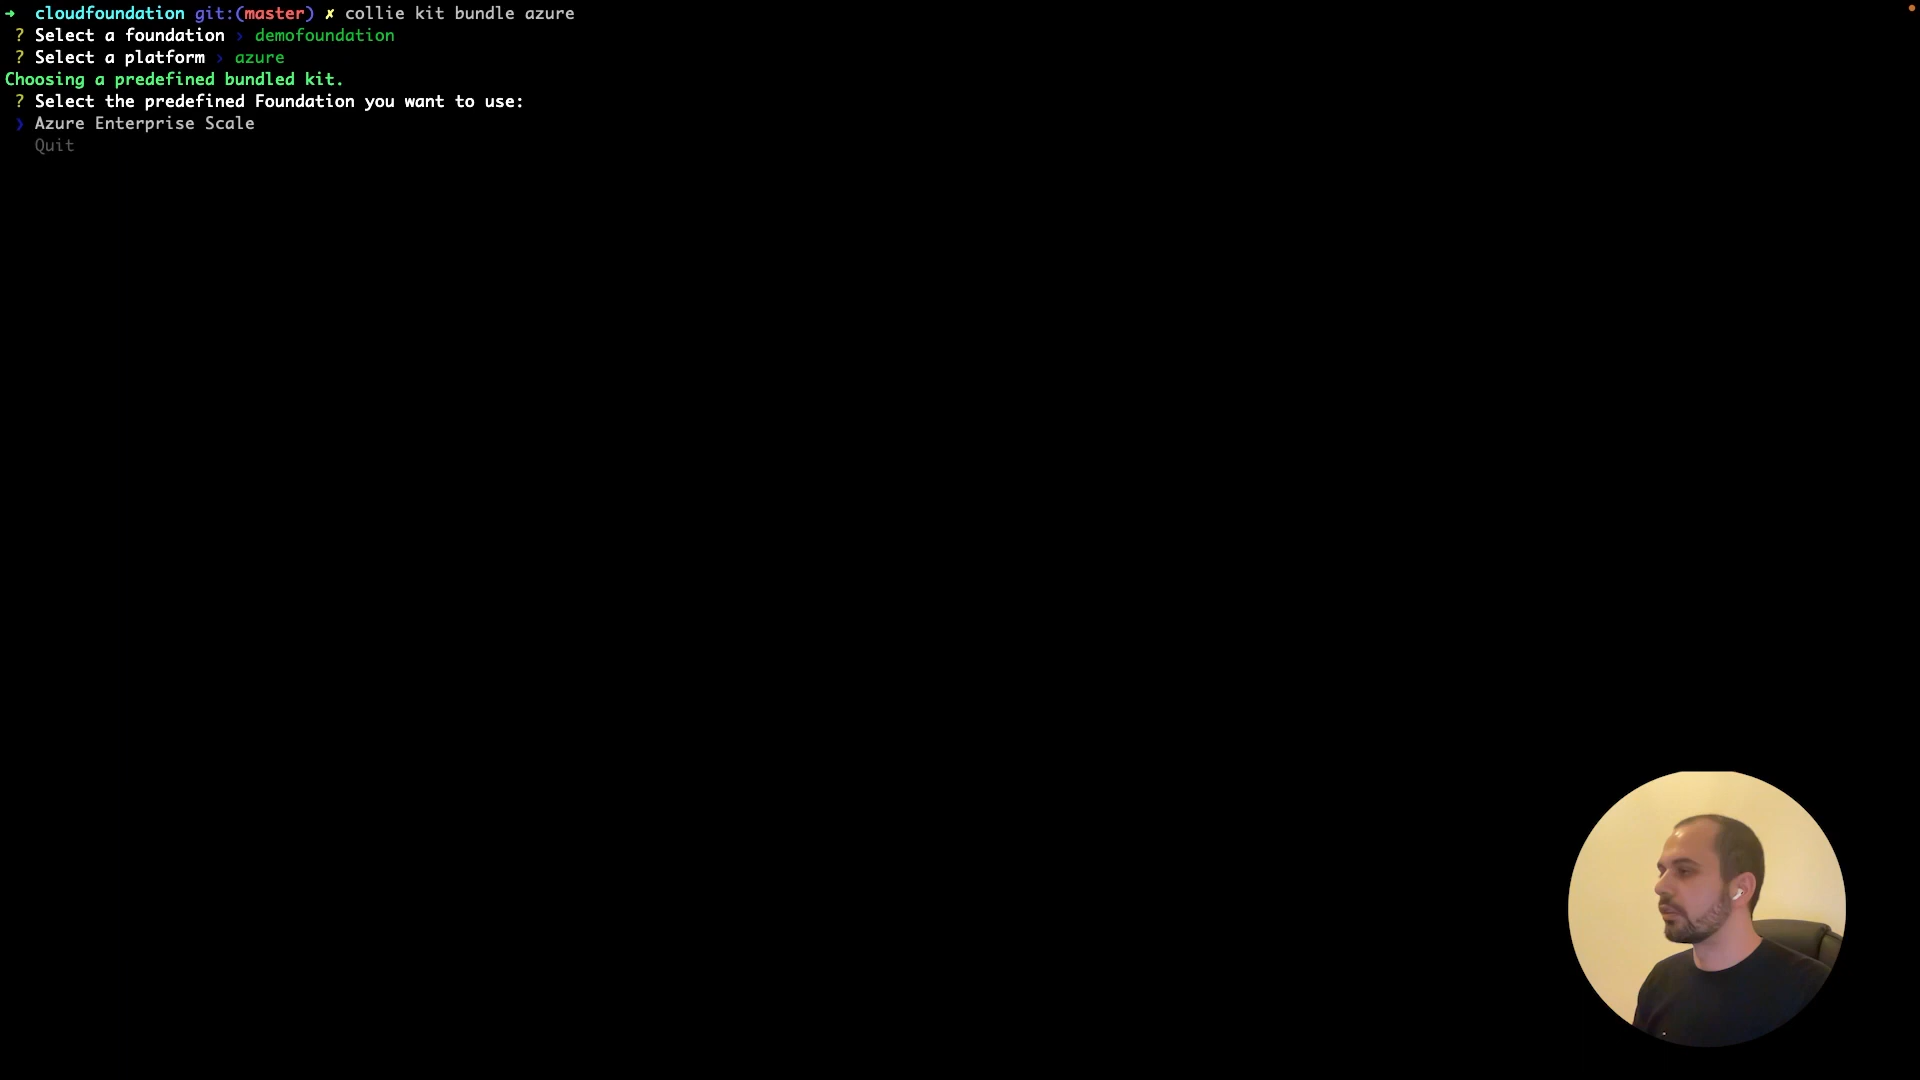 ➜  cloudfoundation git:(master) ✗ collie kit bundle azure
? Select a foundation › demofoundation
? Select a platform › azure
Choosing a predefined bundled kit.
? Select the predefined Foundation you want to use:
❯ Azure Enterprise Scale
Quit